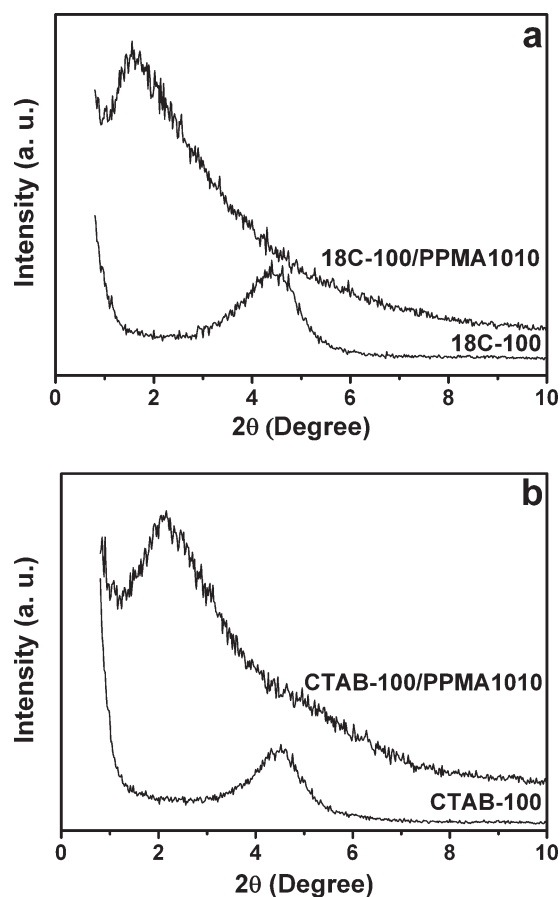 a
Intensity (a. u.)
18C-100/PPMA1010
18C-100
0 2 4 6 8 10
2θ (Degree)
b
Intensity (a. u.)
CTAB-100/PPMA1010
CTAB-100
0 2 4 6 8 10
2θ (Degree)